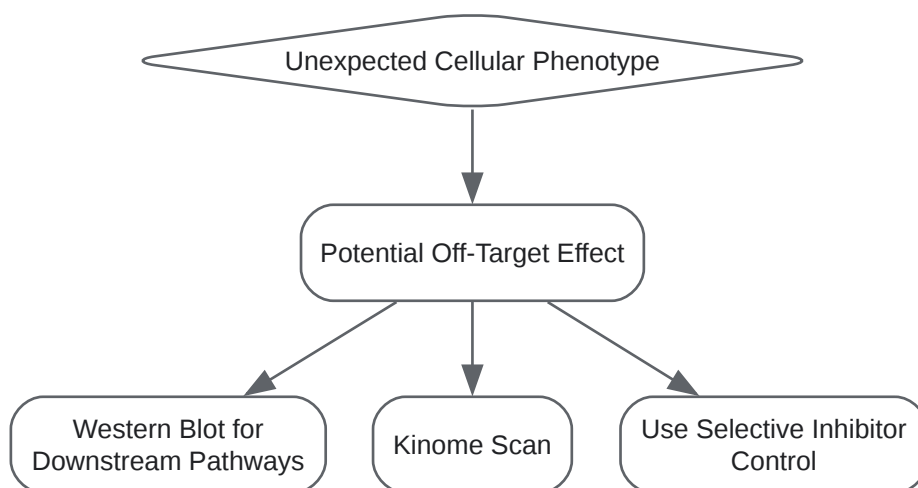 Unexpected Cellular Phenotype
Potential Off-Target Effect
Western Blot for
Downstream Pathways
Kinome Scan
Use Selective Inhibitor
Control